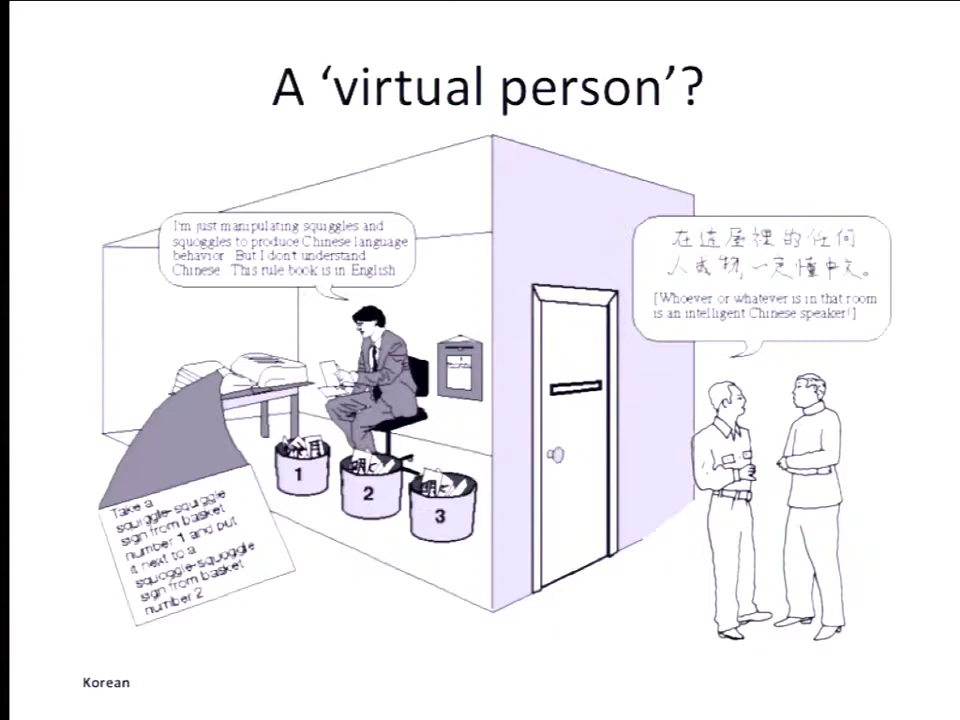 A ‘virtual person’?
I'm just manipulating squiggles and
squoggles to produce Chinese language
behavior But I don't understand
Chinese This rule book is in English
在這屋裡的任何
人或物,一定懂中文。
[Whoever or whatever is in that room
is an intelligent Chinese speaker!]
1
2
3
Take a
squiggle-squiggle
sign from basket
number 1 and put
it next to a
squoggle-squoggle
sign from basket
number 2
Korean